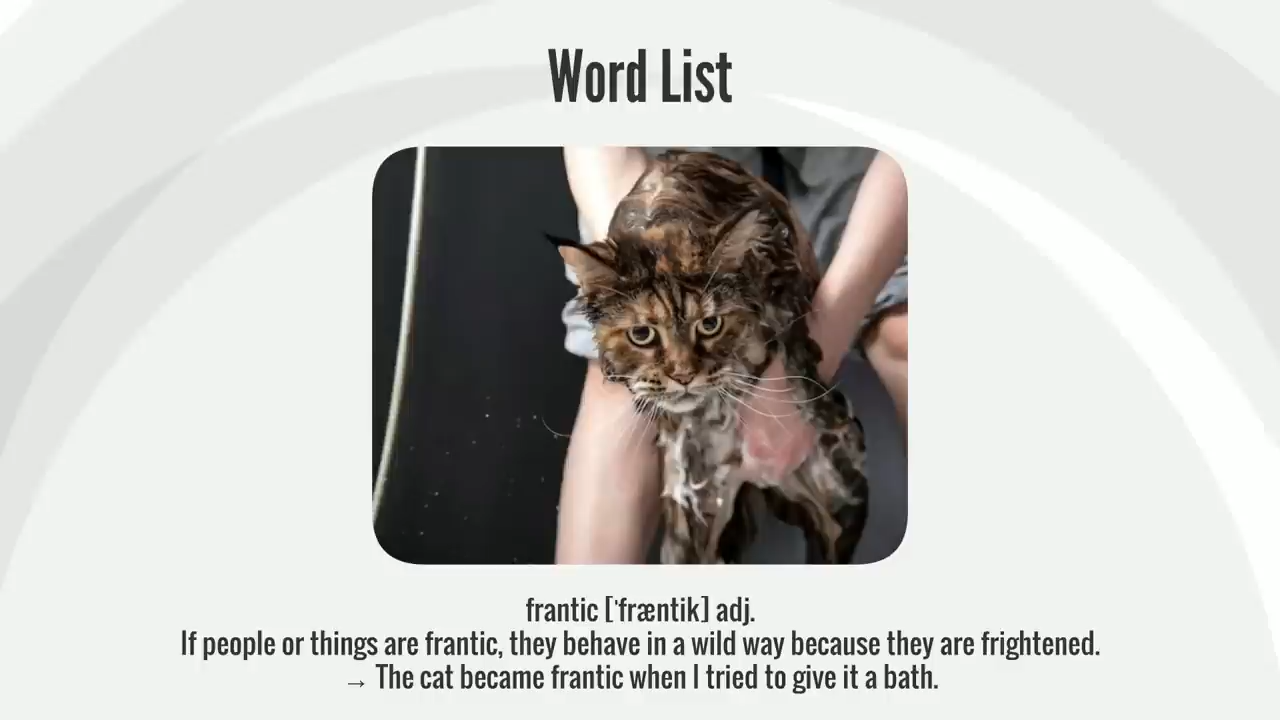 Word List
frantic [ˈfræntik] adj.
If people or things are frantic, they behave in a wild way because they are frightened.
→ The cat became frantic when I tried to give it a bath.